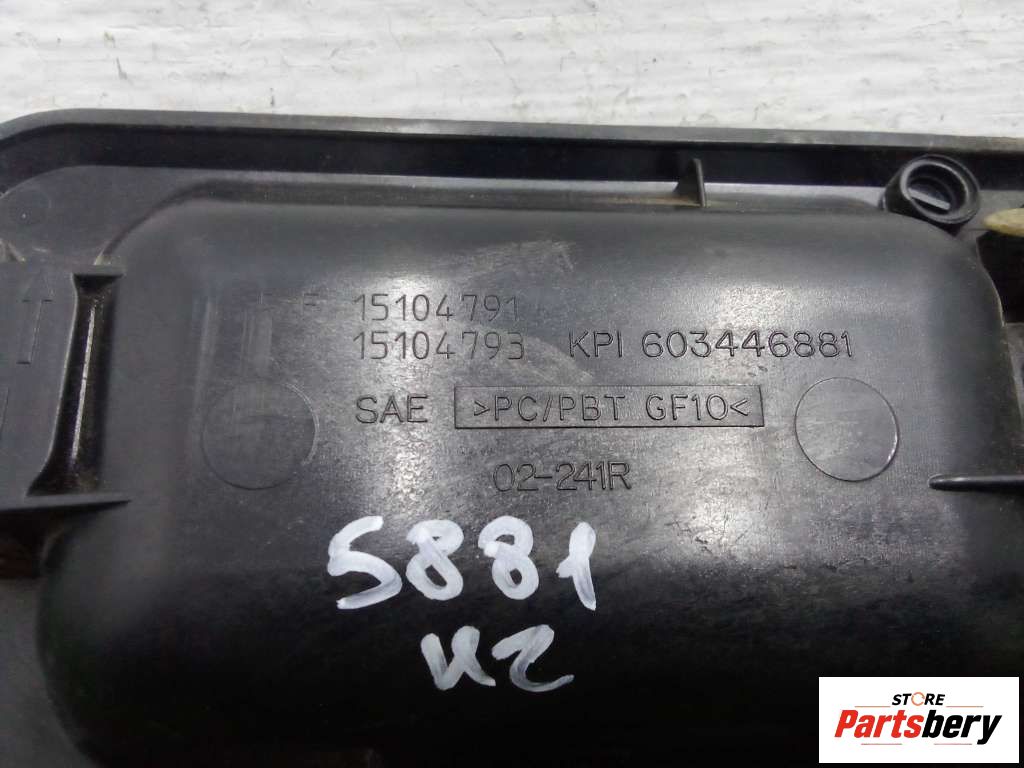 15104791
15104793 KPI 603446881
SAE >PC/PBT GF10<
02-241R
5881
STORE
Partsbery